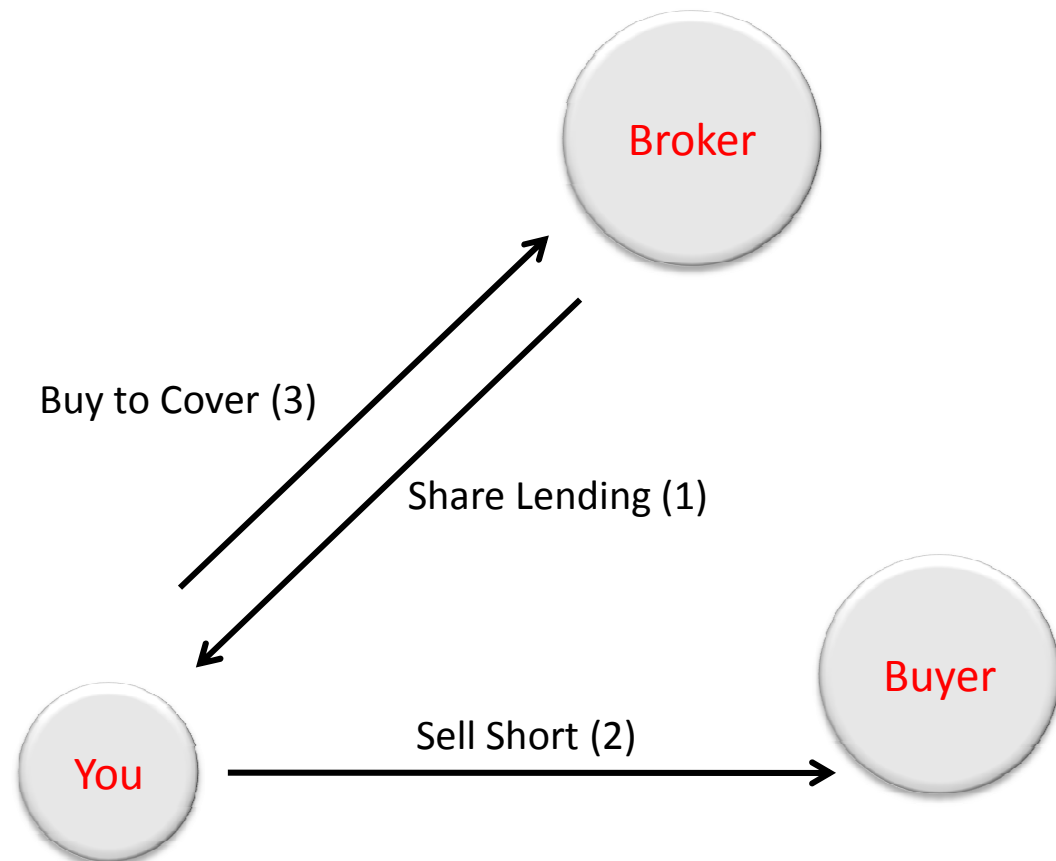 Broker
Buy to Cover (3)
Share Lending (1)
Buyer
Sell Short (2)
You